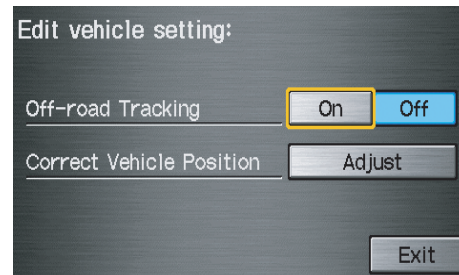 Edit vehicle setting:
Off-road Tracking On Off
Correct Vehicle Position Adjust
Exit